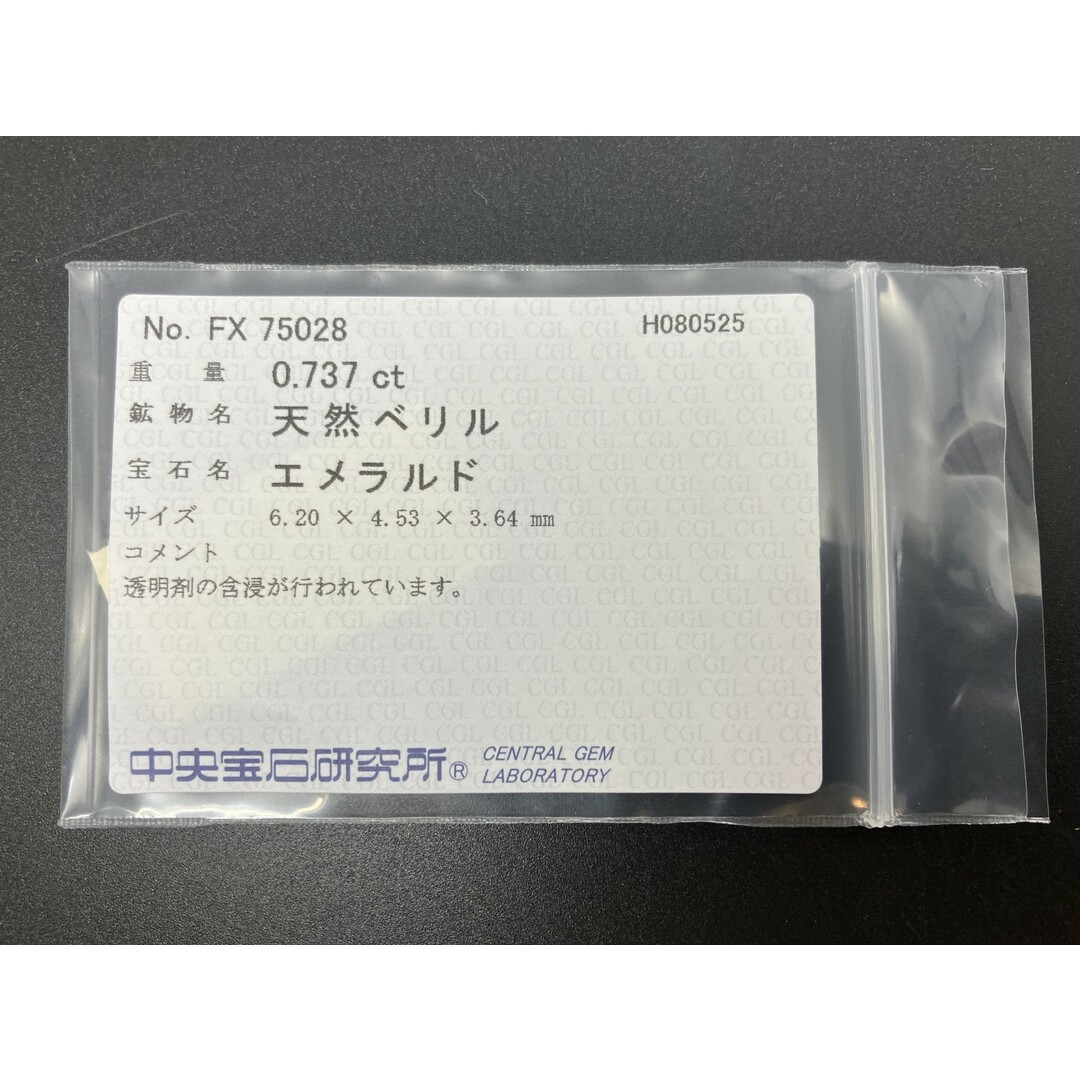 No. FX 75028 H080525
重量 0.737 ct
鉱物名 天然ベリル
宝石名 エメラルド
サイズ 6.20 × 4.53 × 3.64 mm
コメント
透明剤の含浸が行われています。
中央宝石研究所® CENTRAL GEM
LABORATORY